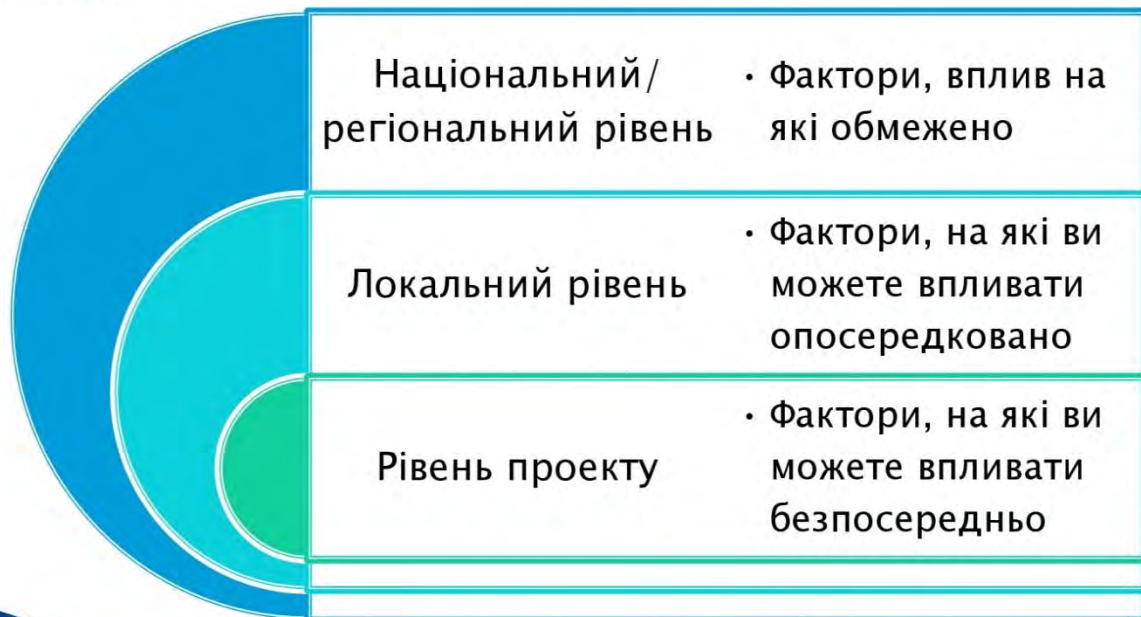 Національний/
регіональний рівень
• Фактори, вплив на
які обмежено
Локальний рівень
• Фактори, на які ви
можете впливати
опосередковано
Рівень проекту
• Фактори, на які ви
можете впливати
безпосередньо